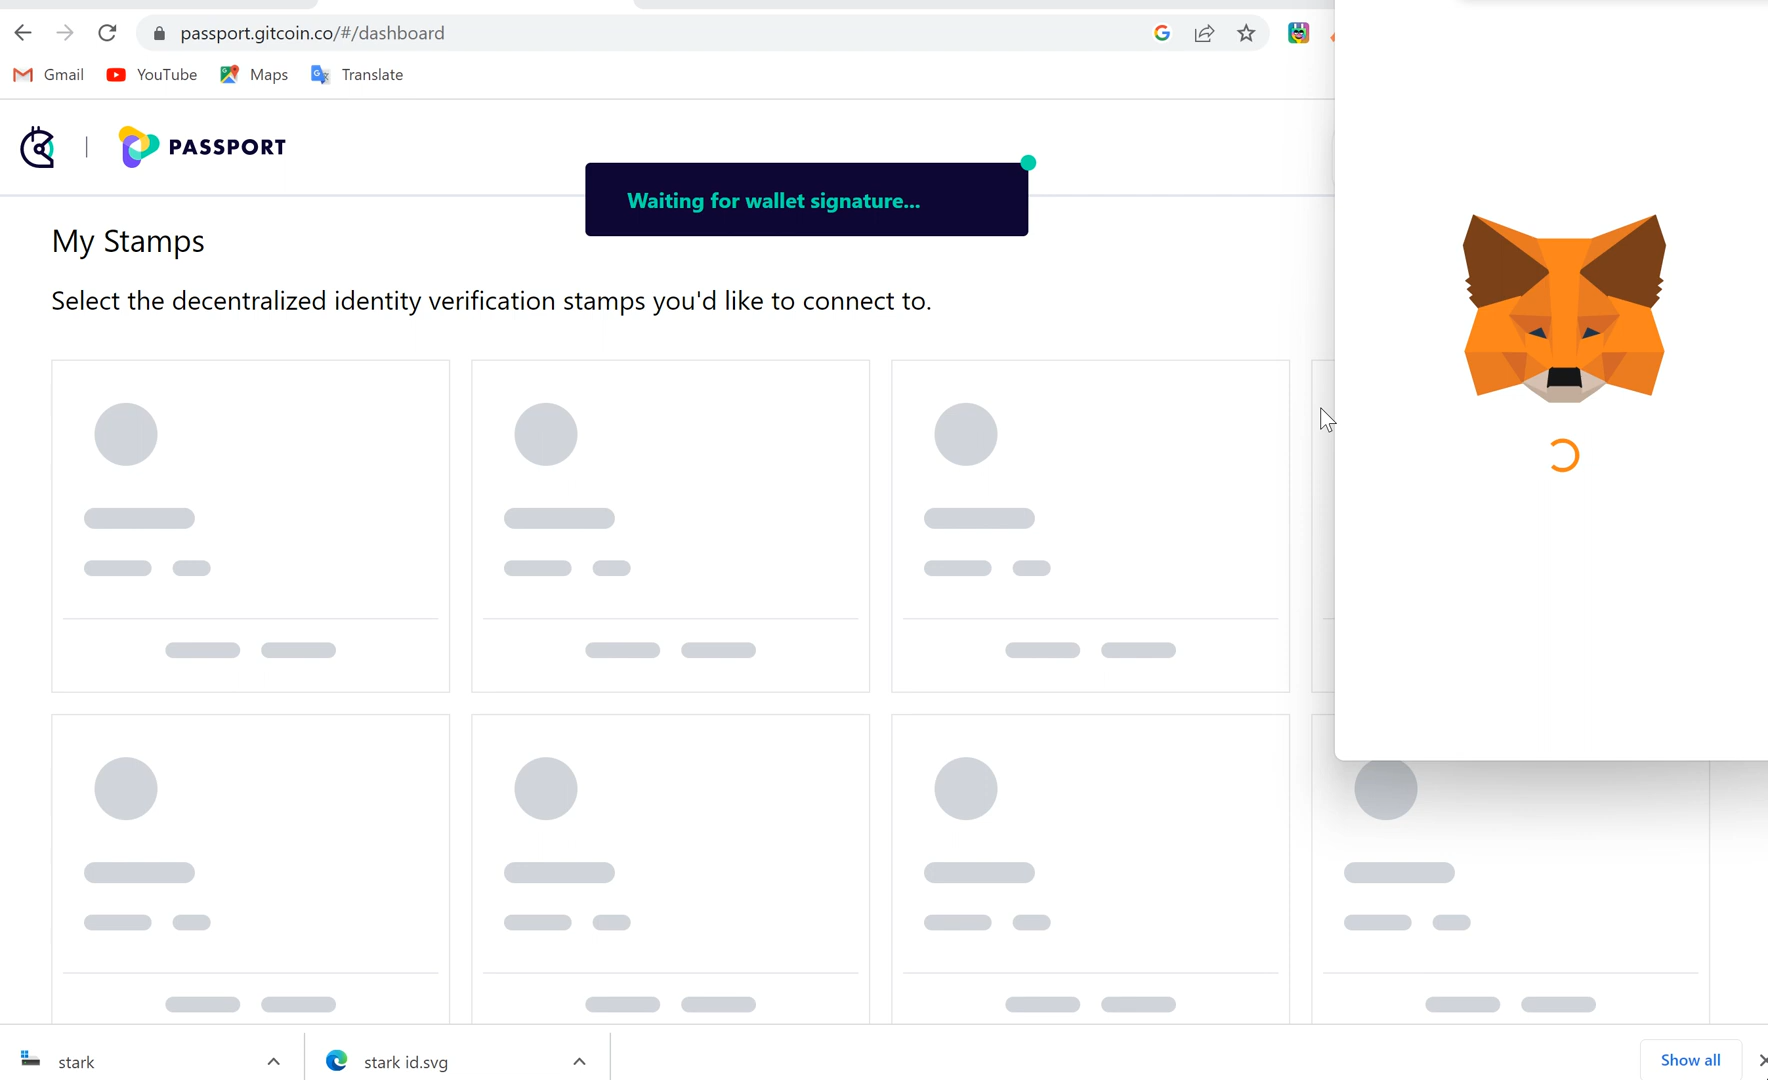 passport.gitcoin.co/#/dashboard
Gmail
YouTube
Maps
Translate
PASSPORT
Waiting for wallet signature...
My Stamps
Select the decentralized identity verification stamps you'd like to connect to.
stark
stark id.svg
Show all